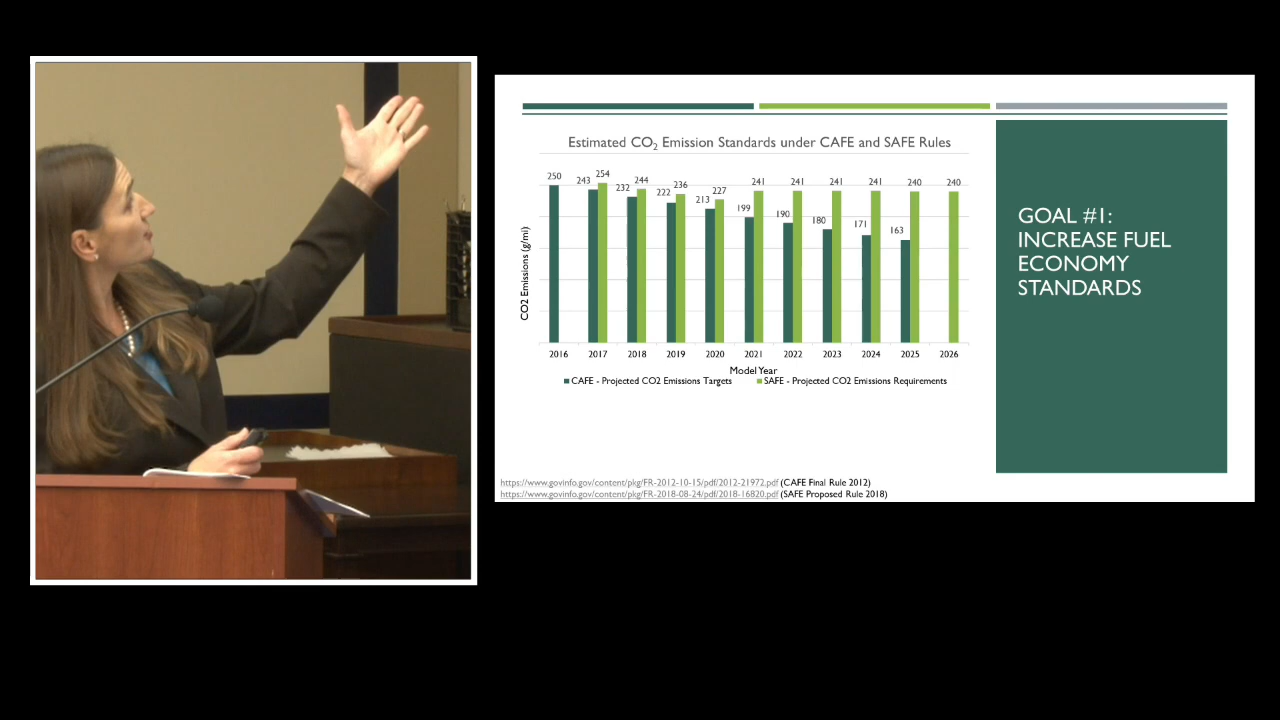 Estimated CO₂ Emission Standards under CAFE and SAFE Rules
250 243 254 232 244 222 236 213 227 199 241 190 241 180 241 171 241 163 240 240
CO2 Emissions (g/mi)
2016 2017 2018 2019 2020 2021 2022 2023 2024 2025 2026
Model Year
CAFE - Projected CO2 Emissions Targets SAFE - Projected CO2 Emissions Requirements
GOAL #1:
INCREASE FUEL
ECONOMY
STANDARDS
https://www.govinfo.gov/content/pkg/FR-2012-10-15/pdf/2012-21972.pdf (CAFE Final Rule 2012)
https://www.govinfo.gov/content/pkg/FR-2018-08-24/pdf/2018-16820.pdf (SAFE Proposed Rule 2018)